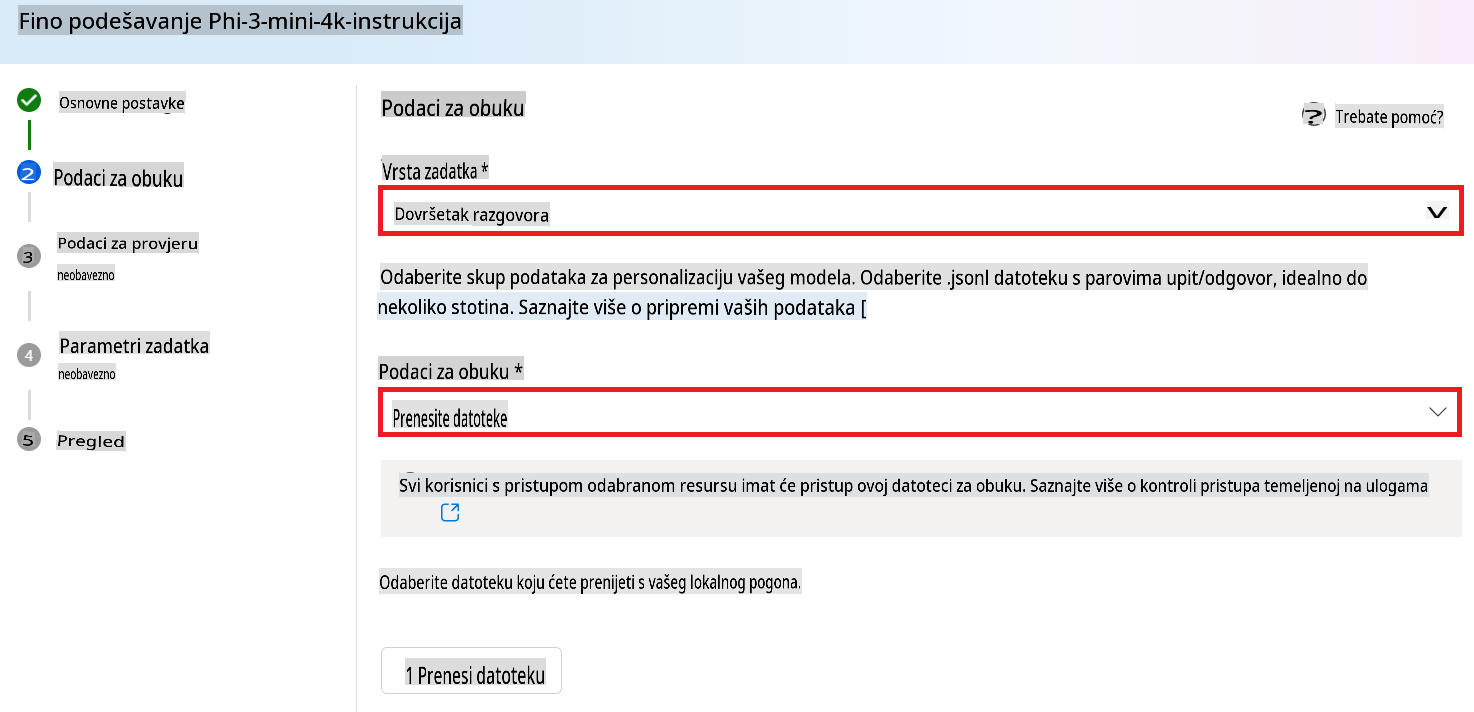 Fino podešavanje Phi-3-mini-4k-instrukcija
Osnovne postavke
2
Podaci za obuku
3
Podaci za provjeru
neobavezno
4
Parametri zadatka
neobavezno
5
Pregled
Podaci za obuku
? Trebate pomoć?
Vrsta zadatka *
Dovršetak razgovora
Odaberite skup podataka za personalizaciju vašeg modela. Odaberite .jsonl datoteku s parovima upit/odgovor, idealno do
nekoliko stotina. Saznajte više o pripremi vaših podataka [
Podaci za obuku *
Prenesite datoteke
Svi korisnici s pristupom odabranom resursu imat će pristup ovoj datoteci za obuku. Saznajte više o kontroli pristupa temeljenoj na ulogama
Odaberite datoteku koju ćete prenijeti s vašeg lokalnog pogona.
1 Prenesi datoteku